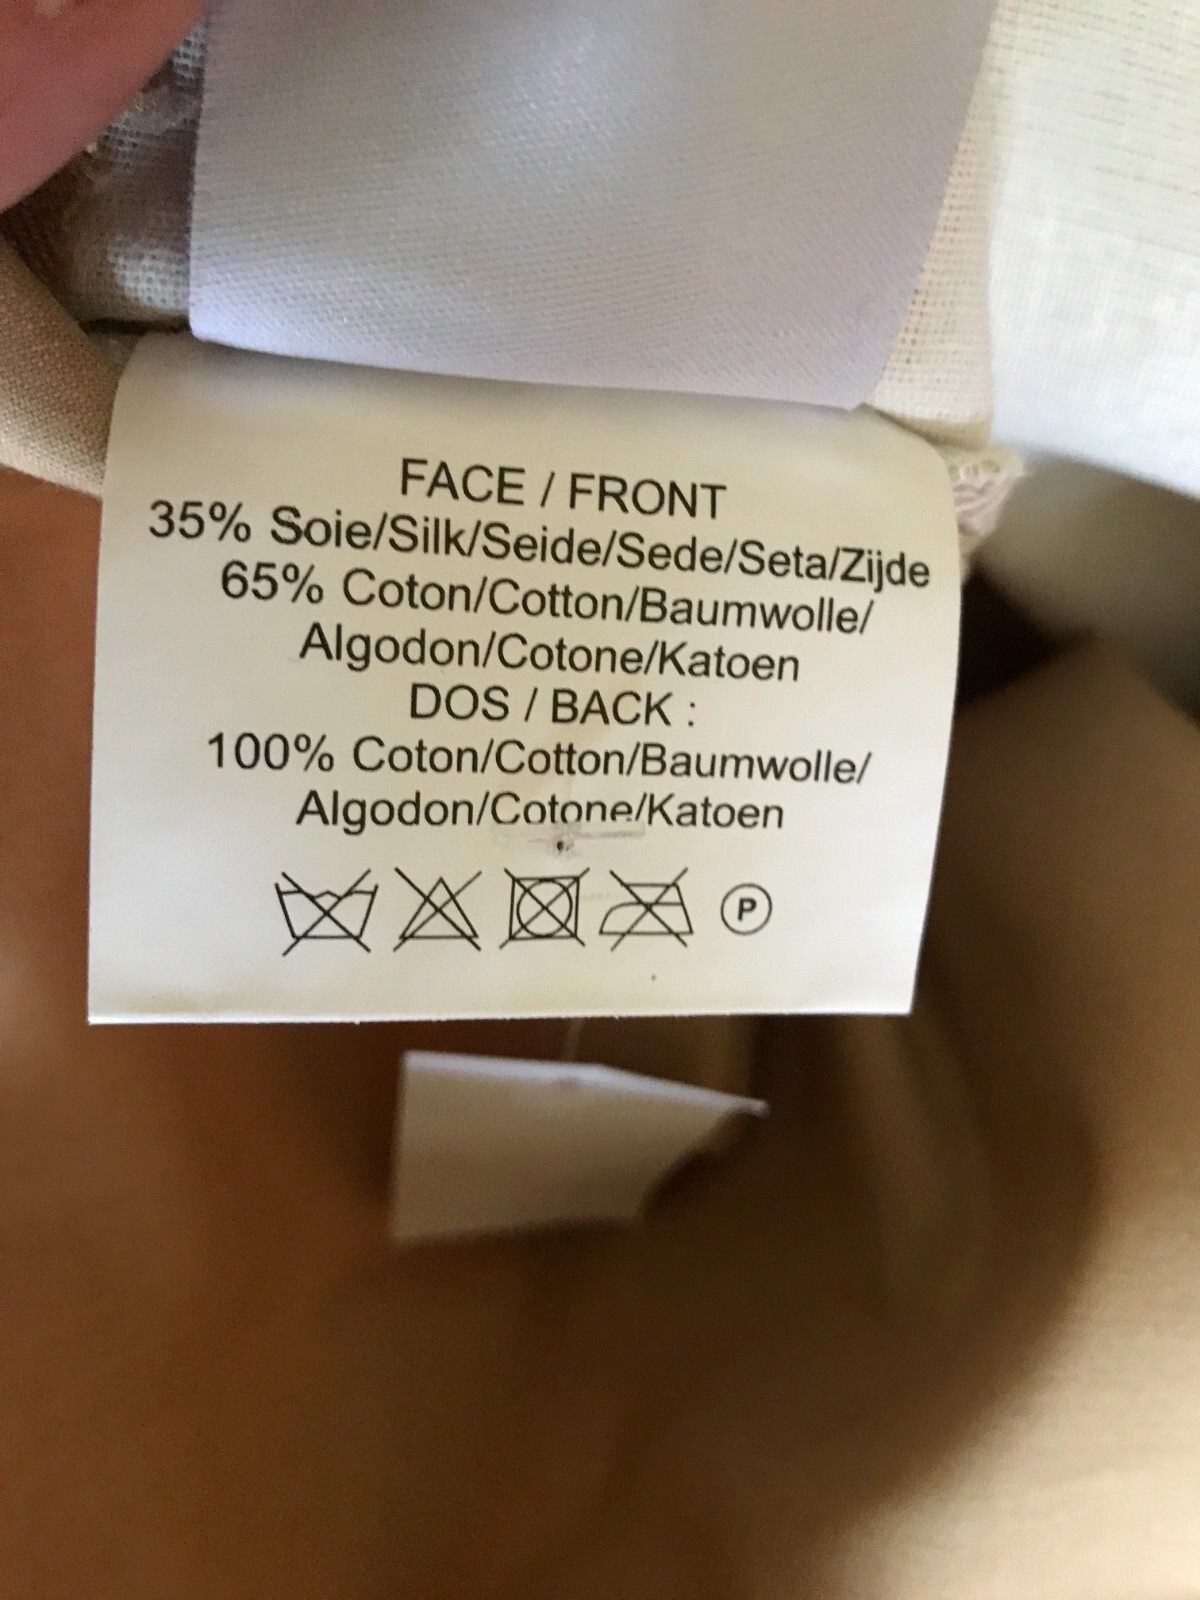 FACE / FRONT
35% Soie/Silk/Seide/Sede/Seta/Zijde
65% Coton/Cotton/Baumwolle/
Algodon/Cotone/Katoen
DOS / BACK :
100% Coton/Cotton/Baumwolle/
Algodon/Cotone/Katoen
P